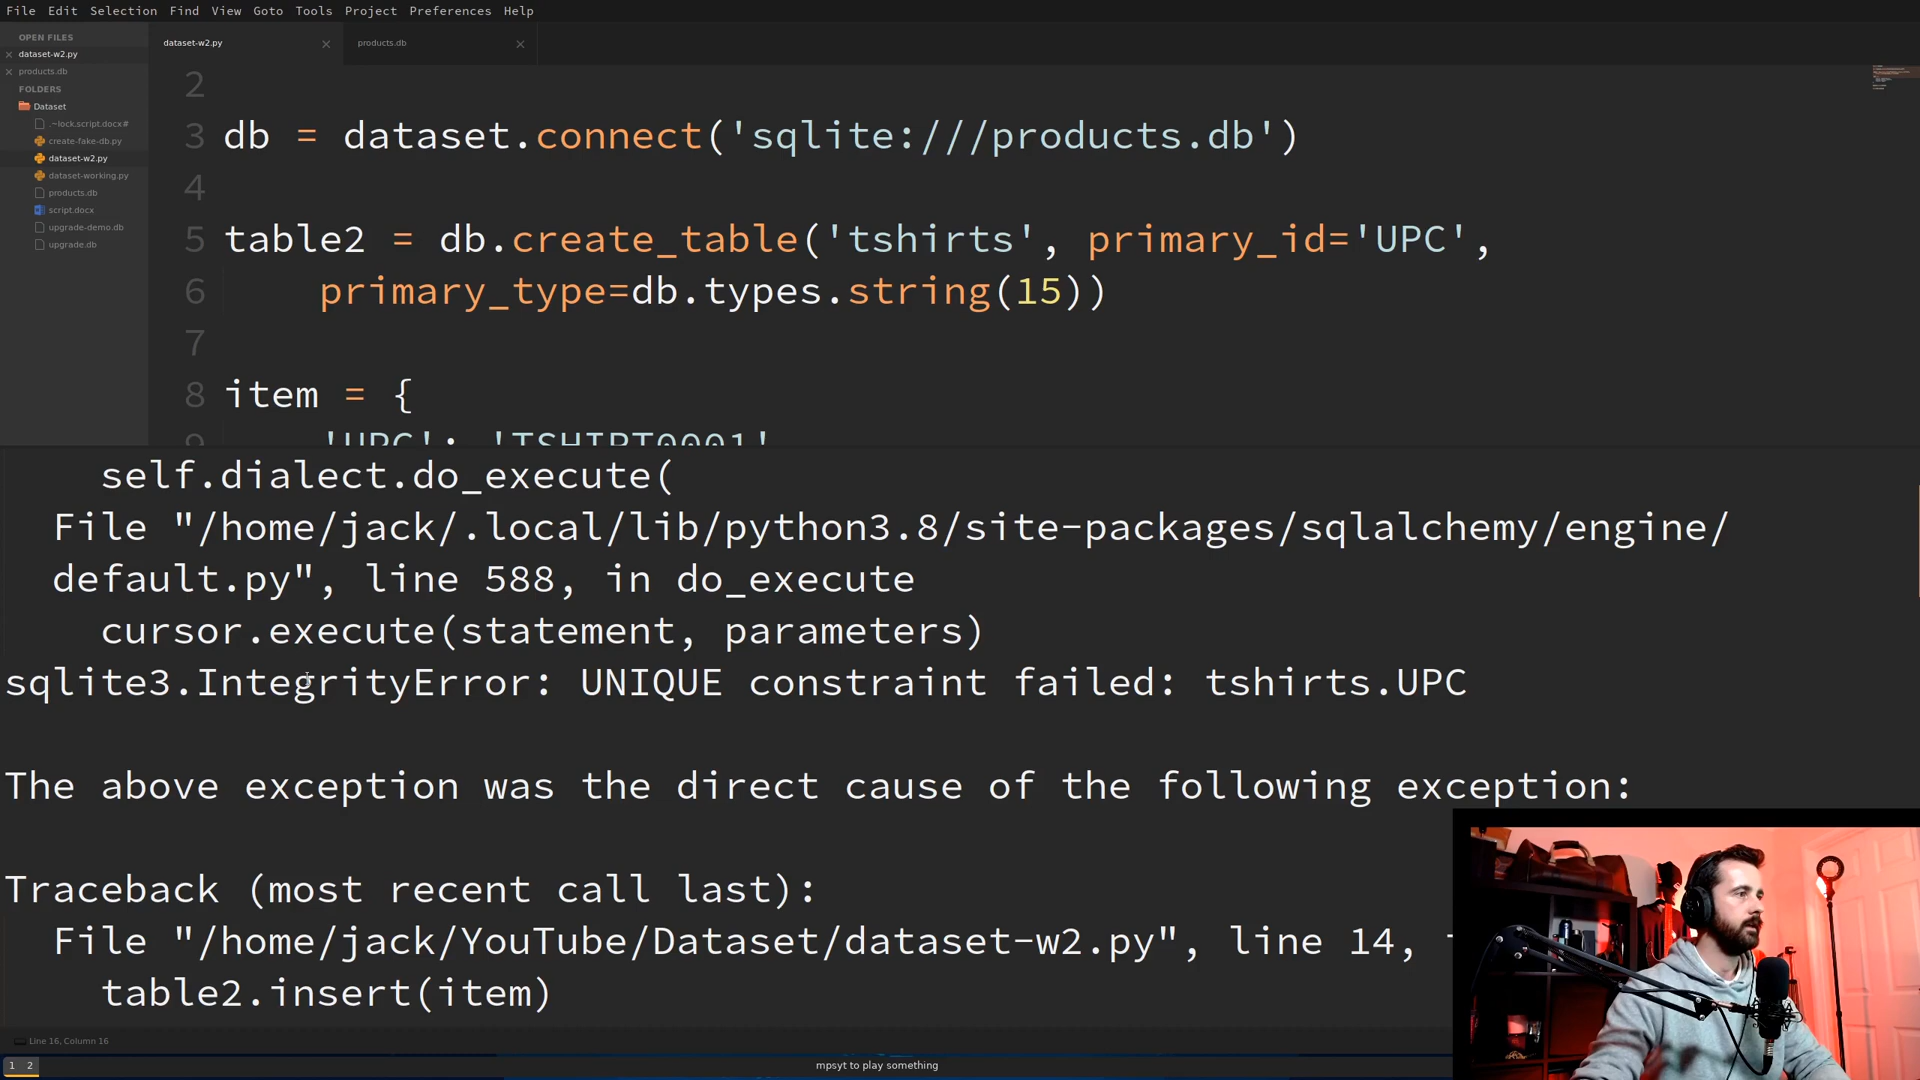 File Edit Selection Find View Goto Tools Project Preferences Help
OPEN FILES
dataset-w2.py
products.db
FOLDERS
Dataset
.~lock.script.docx#
create-fake-db.py
dataset-w2.py
dataset-working.py
products.db
script.docx
upgrade-demo.db
upgrade.db
dataset-w2.py
products.db
2
3 db = dataset.connect('sqlite:///products.db')
4
5 table2 = db.create_table('tshirts', primary_id='UPC',
6 primary_type=db.types.string(15))
7
8 item = {
9 'UPC': 'TSHIRT0001'
self.dialect.do_execute(
File "/home/jack/.local/lib/python3.8/site-packages/sqlalchemy/engine/
default.py", line 588, in do_execute
cursor.execute(statement, parameters)
sqlite3.IntegrityError: UNIQUE constraint failed: tshirts.UPC
The above exception was the direct cause of the following exception:
Traceback (most recent call last):
File "/home/jack/YouTube/Dataset/dataset-w2.py", line 14,
table2.insert(item)
Line 16, Column 16
1 2
mpsyt to play something